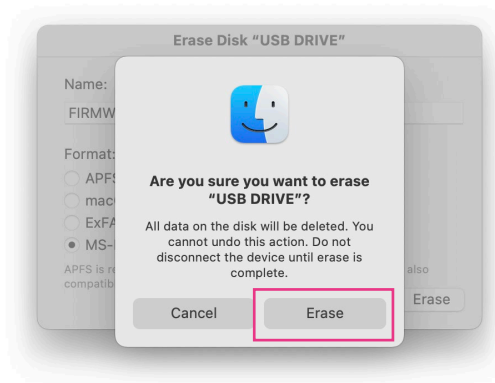 Erase Disk “USB DRIVE”
Name:
FIRMW
Format:
APFS
Are you sure you want to erase
“USB DRIVE”?
All data on the disk will be deleted. You
cannot undo this action. Do not
disconnect the device until erase is
complete.
ExFA
MS-
APFS is re
also
compatib
Erase
Cancel
Erase